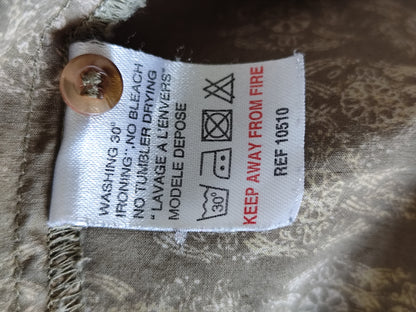 WASHING 30°
IRONING - NO BLEACH
NO TUMBLER DRYING
" LAVAGE A L'ENVERS"
MODELE DEPOSE
30°
KEEP AWAY FROM FIRE
REF 10510